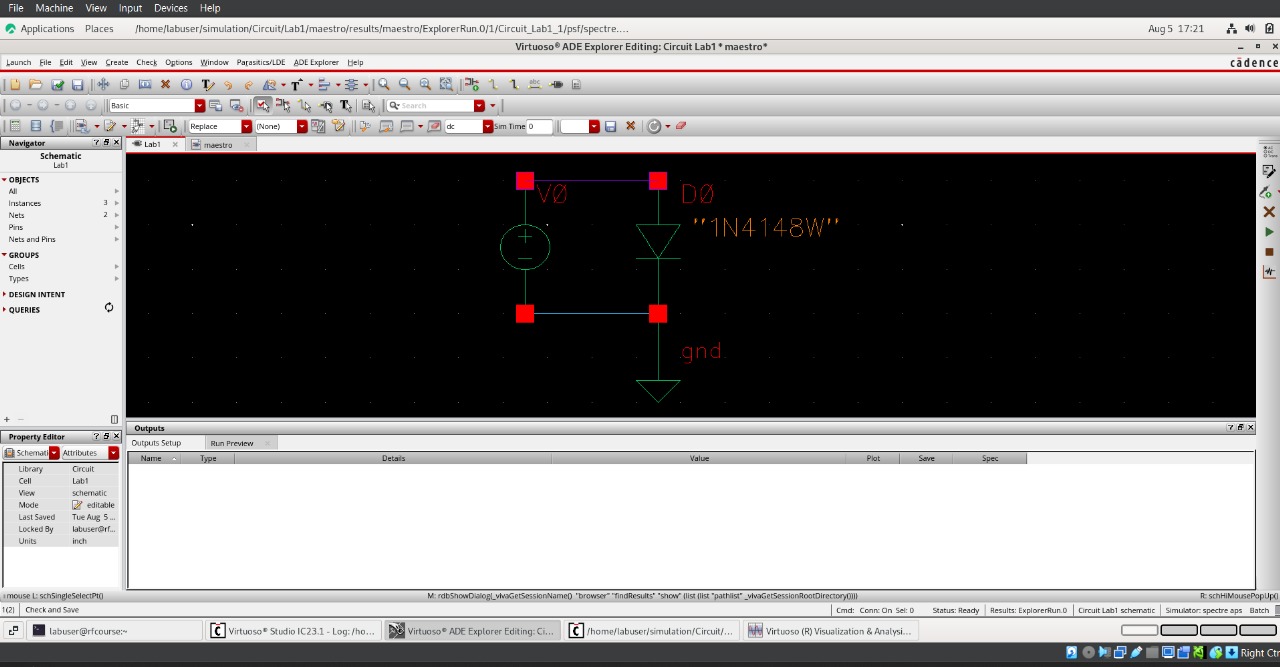 File Machine View Input Devices Help
Applications Places /home/labuser/simulation/Circuit/Lab1/maestro/results/maestro/ExplorerRun.0/1/Circuit_Lab1_1/psf/spectre.... Aug 5 17:21
Virtuoso® ADE Explorer Editing: Circuit Lab1 * maestro*
Launch File Edit View Create Check Options Window Parasitics/LDE ADE Explorer Help cādence
Basic Search
Replace (None) dc Sim Time 0
Navigator ? Lab1 maestro
Schematic
Lab1
OBJECTS
All
Instances 3
Nets 2
Pins
Nets and Pins
GROUPS
Cells
Types
DESIGN INTENT
QUERIES
V0 D0
"1N4148W"
gnd
Property Editor ?
Schemati Attributes
Library Circuit
Cell Lab1
View schematic
Mode editable
Last Saved Tue Aug 5 ...
Locked By labuser@rf...
Units inch
Outputs ?
Outputs Setup Run Preview
Name Type Details Value Plot Save Spec
mouse L: schSingleSelectPt() M: rdbShowDialog(_vivaGetSessionName() "browser" "findResults" "show" (list (list "pathlist" _vivaGetSessionRootDirectory()))) R: schHiMousePopUp()
1(2) Check and Save Cmd: Conn: On Sel: 0 Status: Ready Results: ExplorerRun.0 Circuit Lab1 schematic Simulator: spectre aps Batch
labuser@rfcourse:~ Virtuoso® Studio IC23.1 - Log: /ho... Virtuoso® ADE Explorer Editing: Ci... /home/labuser/simulation/Circuit/... Virtuoso (R) Visualization & Analysi...
Right Ctr